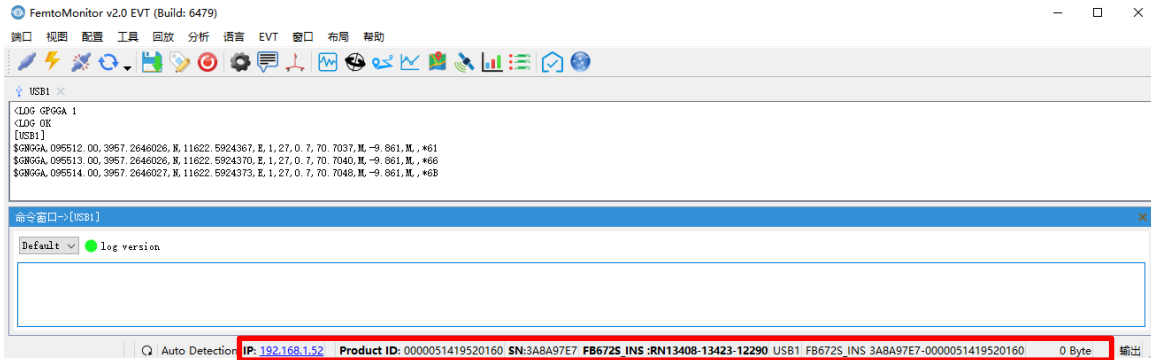 FemtoMonitor v2.0 EVT (Build: 6479)
端口 视图 配置 工具 回放 分析 语言 EVT 窗口 布局 帮助
USB1
<LOG GPGGA 1
<LOG OK
[USB1]
$GNGGA,095512.00,3957.2646026,N,11622.5924367,E,1,27,0.7,70.7037,M,-9.861,M,,*61
$GNGGA,095513.00,3957.2646026,N,11622.5924370,E,1,27,0.7,70.7040,M,-9.861,M,,*66
$GNGGA,095514.00,3957.2646027,N,11622.5924373,E,1,27,0.7,70.7048,M,-9.861,M,,*6B
命令窗口->[USB1]
Default log version
Auto Detection IP: 192.168.1.52 Product ID: 0000051419520160 SN:3A8A97E7 FB672S_INS :RN13408-13423-12290 USB1 FB672S_INS 3A8A97E7-0000051419520160 0 Byte 输出